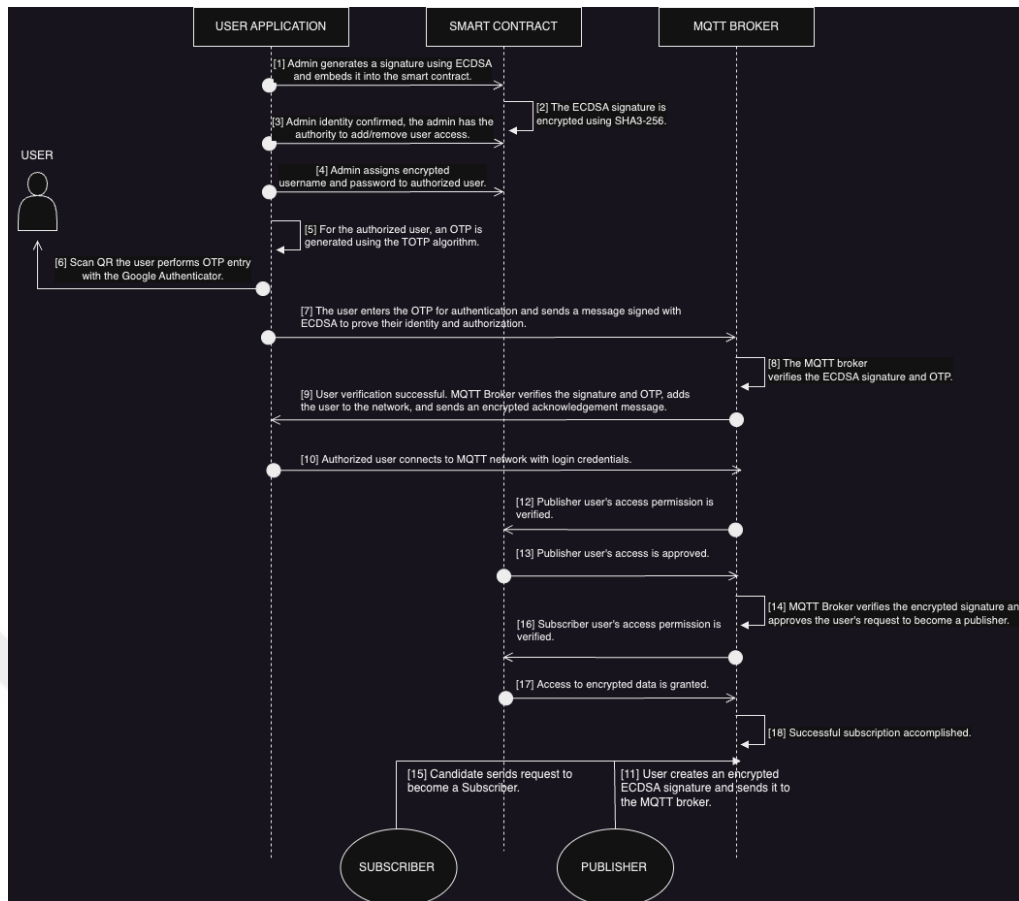 USER APPLICATION
SMART CONTRACT
MQTT BROKER
[1] Admin generates a signature using ECDSA
and embeds it into the smart contract.
[2] The ECDSA signature is
encrypted using SHA3-256.
[3] Admin identity confirmed, the admin has the
authority to add/remove user access.
USER
[4] Admin assigns encrypted
username and password to authorized user.
[5] For the authorized user, an OTP is
generated using the TOTP algorithm.
[6] Scan QR the user performs OTP entry
with the Google Authenticator.
[7] The user enters the OTP for authentication and sends a message signed with
ECDSA to prove their identity and authorization.
[8] The MQTT broker
verifies the ECDSA signature and OTP.
[9] User verification successful. MQTT Broker verifies the signature and OTP, adds
the user to the network, and sends an encrypted acknowledgement message.
[10] Authorized user connects to MQTT network with login credentials.
[12] Publisher user's access permission is
verified.
[13] Publisher user's access is approved.
[14] MQTT Broker verifies the encrypted signature an
approves the user's request to become a publisher.
[16] Subscriber user's access permission is
verified.
[17] Access to encrypted data is granted.
[18] Successful subscription accomplished.
[15] Candidate sends request to
become a Subscriber.
[11] User creates an encrypted
ECDSA signature and sends it to
the MQTT broker.
SUBSCRIBER
PUBLISHER